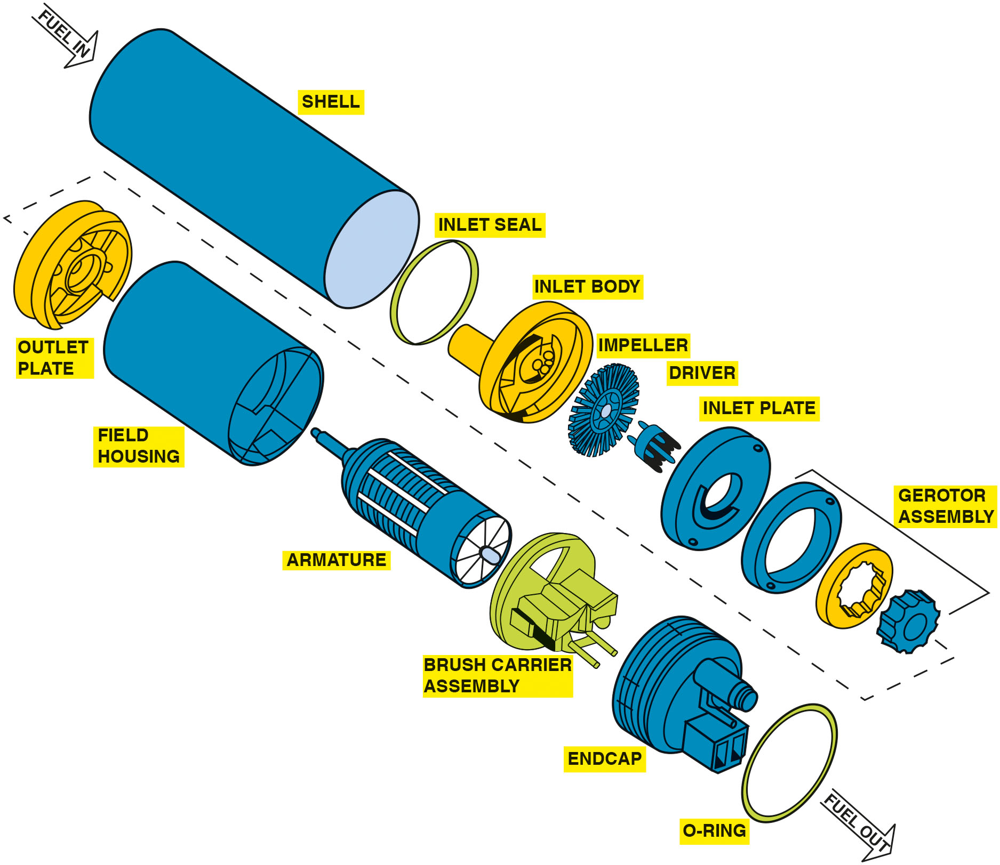 FUEL IN
SHELL
INLET SEAL
INLET BODY
IMPELLER
DRIVER
INLET PLATE
GEROTOR
ASSEMBLY
OUTLET
PLATE
FIELD
HOUSING
ARMATURE
BRUSH CARRIER
ASSEMBLY
ENDCAP
O-RING
FUEL OUT